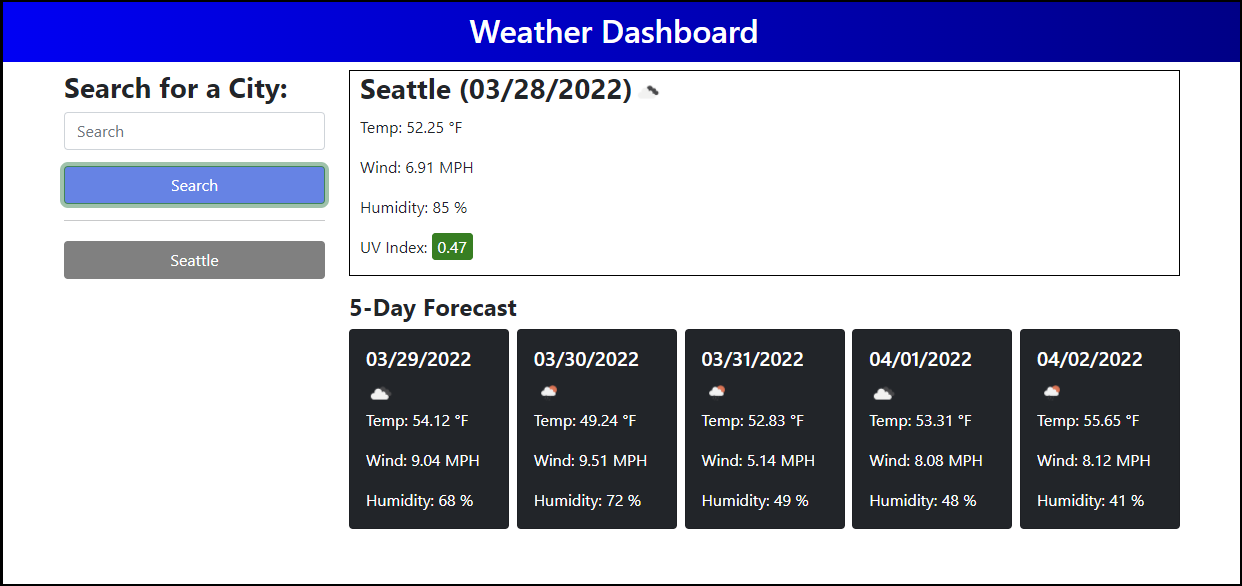 Weather Dashboard
Search for a City:
Search
Search
Seattle
Seattle (03/28/2022)
Temp: 52.25 °F
Wind: 6.91 MPH
Humidity: 85 %
UV Index: 0.47
5-Day Forecast
03/29/2022
Temp: 54.12 °F
Wind: 9.04 MPH
Humidity: 68 %
03/30/2022
Temp: 49.24 °F
Wind: 9.51 MPH
Humidity: 72 %
03/31/2022
Temp: 52.83 °F
Wind: 5.14 MPH
Humidity: 49 %
04/01/2022
Temp: 53.31 °F
Wind: 8.08 MPH
Humidity: 48 %
04/02/2022
Temp: 55.65 °F
Wind: 8.12 MPH
Humidity: 41 %